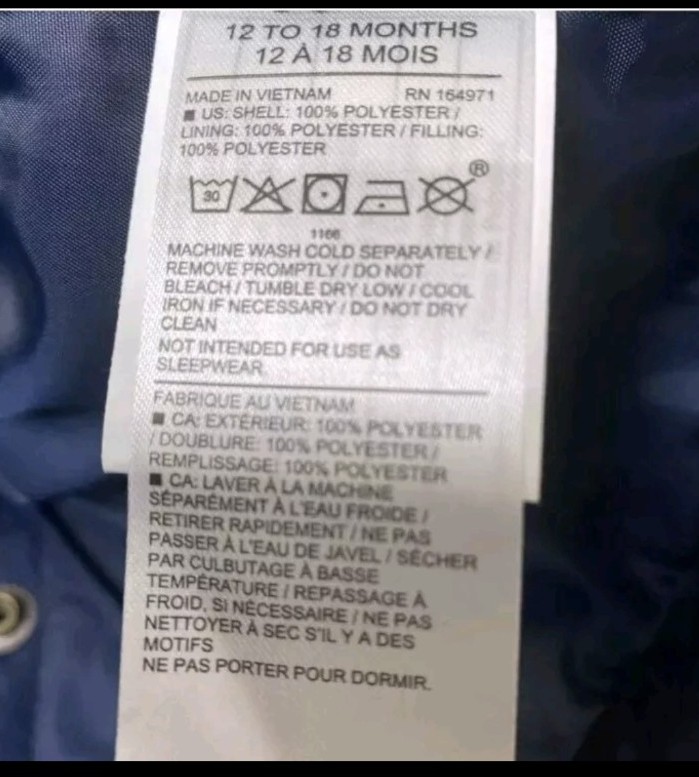 12 TO 18 MONTHS
12 À 18 MOIS
MADE IN VIETNAM RN 164971
■ US: SHELL: 100% POLYESTER /
LINING: 100% POLYESTER / FILLING:
100% POLYESTER
30 ®
1166
MACHINE WASH COLD SEPARATELY /
REMOVE PROMPTLY / DO NOT
BLEACH / TUMBLE DRY LOW / COOL
IRON IF NECESSARY / DO NOT DRY
CLEAN
NOT INTENDED FOR USE AS
SLEEPWEAR
FABRIQUE AU VIETNAM
■ CA: EXTÉRIEUR: 100% POLYESTER
/ DOUBLURE: 100% POLYESTER /
REMPLISSAGE: 100% POLYESTER
■ CA: LAVER À LA MACHINE
SÉPARÉMENT À L'EAU FROIDE /
RETIRER RAPIDEMENT / NE PAS
PASSER À L'EAU DE JAVEL / SÉCHER
PAR CULBUTAGE À BASSE
TEMPÉRATURE / REPASSAGE À
FROID, SI NÉCESSAIRE / NE PAS
NETTOYER À SEC S'IL Y A DES
MOTIFS
NE PAS PORTER POUR DORMIR.